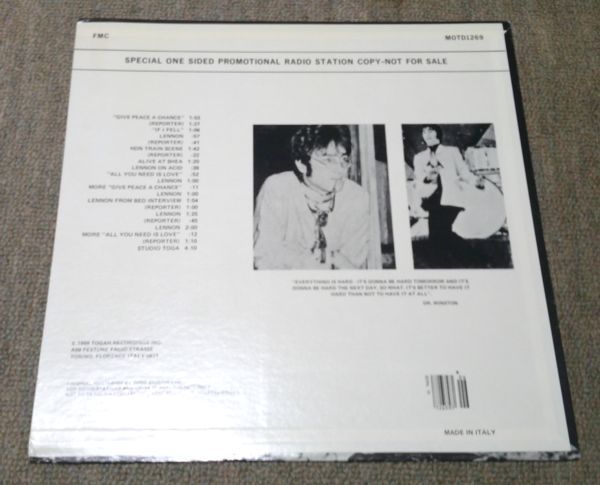 FMC
MOTD1269
SPECIAL ONE SIDED PROMOTIONAL RADIO STATION COPY-NOT FOR SALE
"GIVE PEACE A CHANCE" 1:52
(REPORTER) 1:27
"IF I FELL" 1:06
LENNON :57
(REPORTER) :41
NON TRAIN SCENE 1:42
(REPORTER) :22
ALIVE AT SHEA 1:20
LENNON ON ACID :38
"ALL YOU NEED IS LOVE" :52
LENNON 1:00
MORE "GIVE PEACE A CHANCE" :11
LENNON 1:00
LENNON FROM BED INTERVIEW 1:04
(REPORTER) 1:00
LENNON 1:25
(REPORTER) :45
LENNON 2:00
MORE "ALL YOU NEED IS LOVE" :12
(REPORTER) 1:10
STUDIO TOGA 4:10
"EVERYTHING IS HARD - IT'S GONNA BE HARD TOMORROW AND IT'S
GONNA BE HARD THE NEXT DAY, SO WHAT. IT'S BETTER TO HAVE IT
HARD THAN NOT TO HAVE IT AT ALL".
DR. WINSTON
MADE IN ITALY